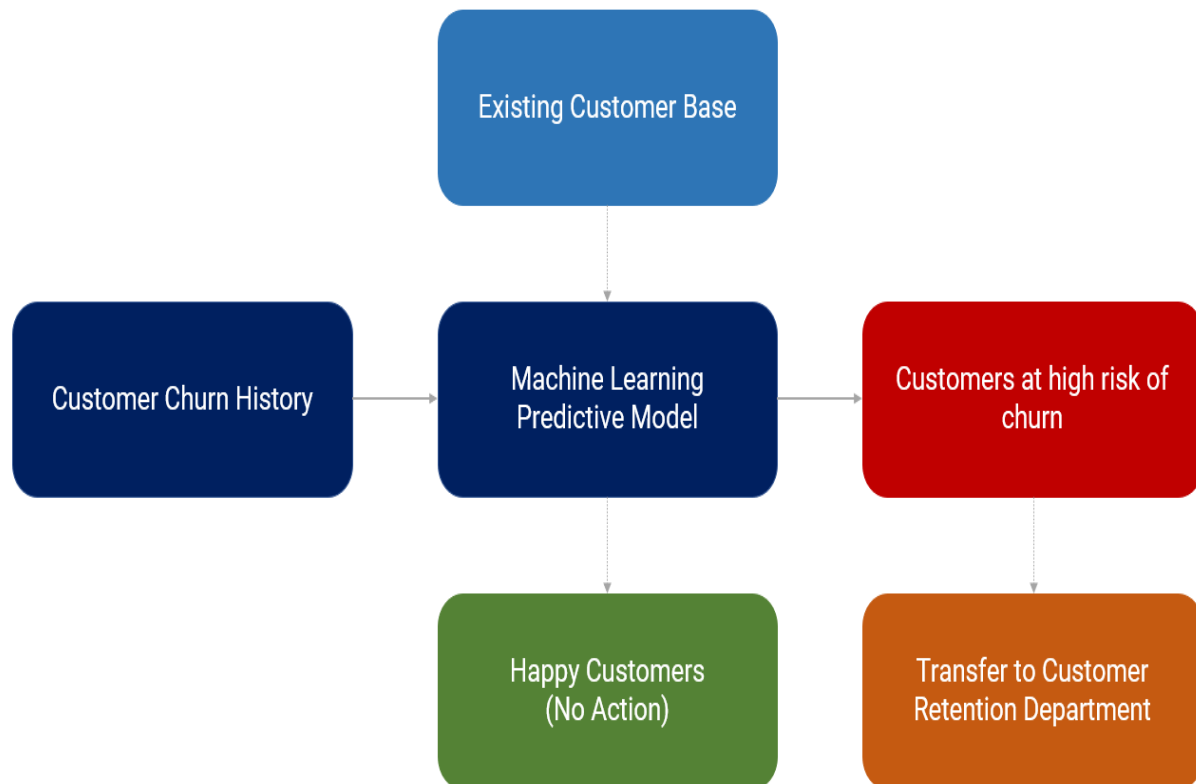 Existing Customer Base
Customer Churn History
Machine Learning
Predictive Model
Customers at high risk of
churn
Happy Customers
(No Action)
Transfer to Customer
Retention Department